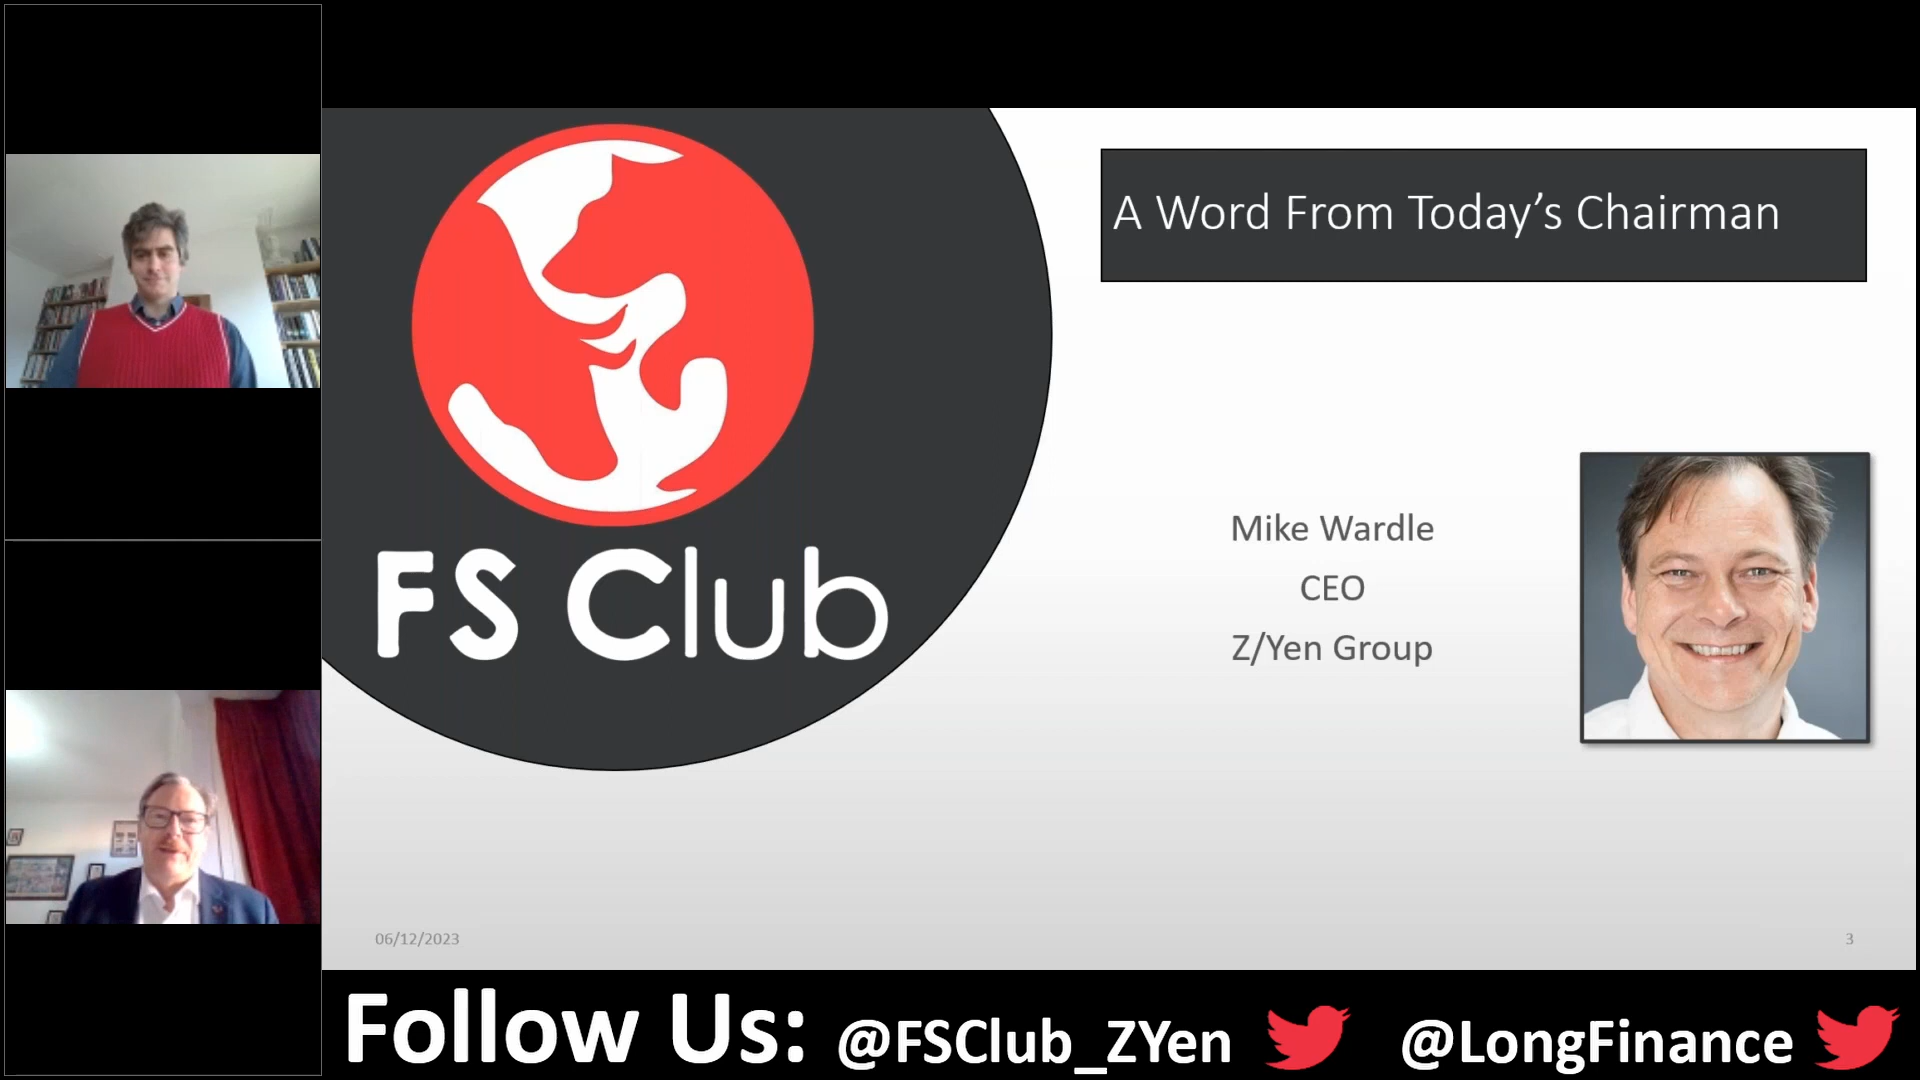 A Word From Today’s Chairman
FS Club
Mike Wardle
CEO
Z/Yen Group
06/12/2023
3
Follow Us: @FSClub_ZYen @LongFinance